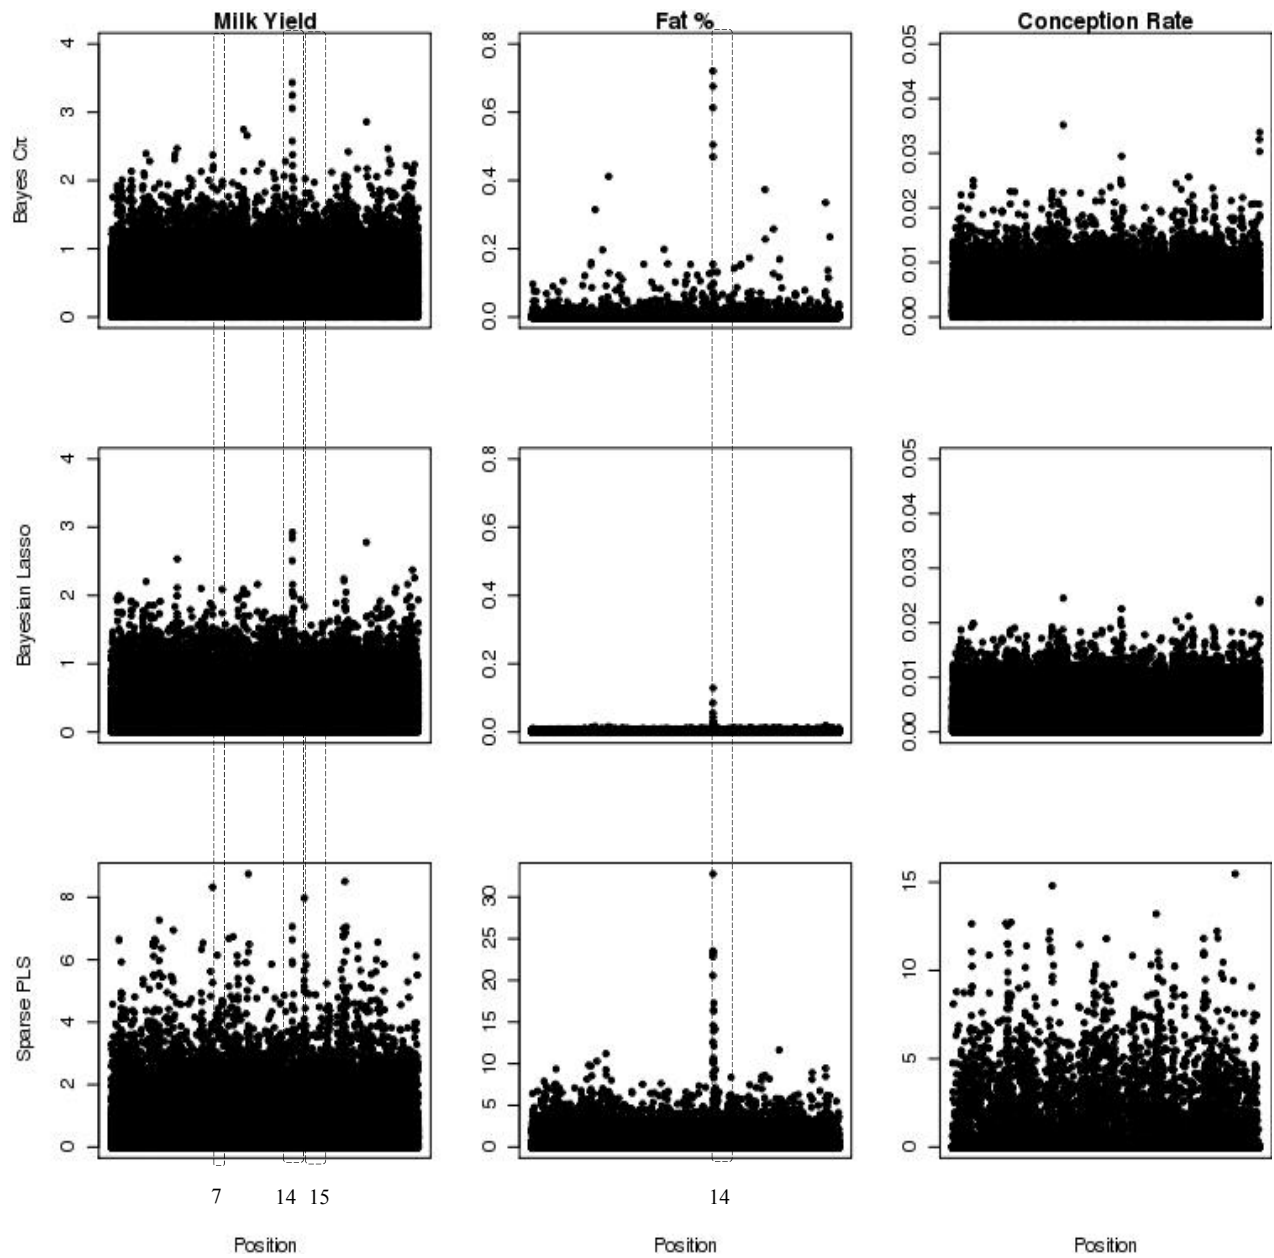 Milk Yield
Fat %
Conception Rate
Bayes Cπ
0 1 2 3 4
0.0 0.2 0.4 0.6 0.8
0.00 0.01 0.02 0.03 0.04 0.05
Bayesian Lasso
0 1 2 3 4
0.0 0.2 0.4 0.6 0.8
0.00 0.01 0.02 0.03 0.04 0.05
Sparse PLS
0 2 4 6 8
0 5 10 15 20 25 30
0 5 10 15
7 14 15
14
Position
Position
Position